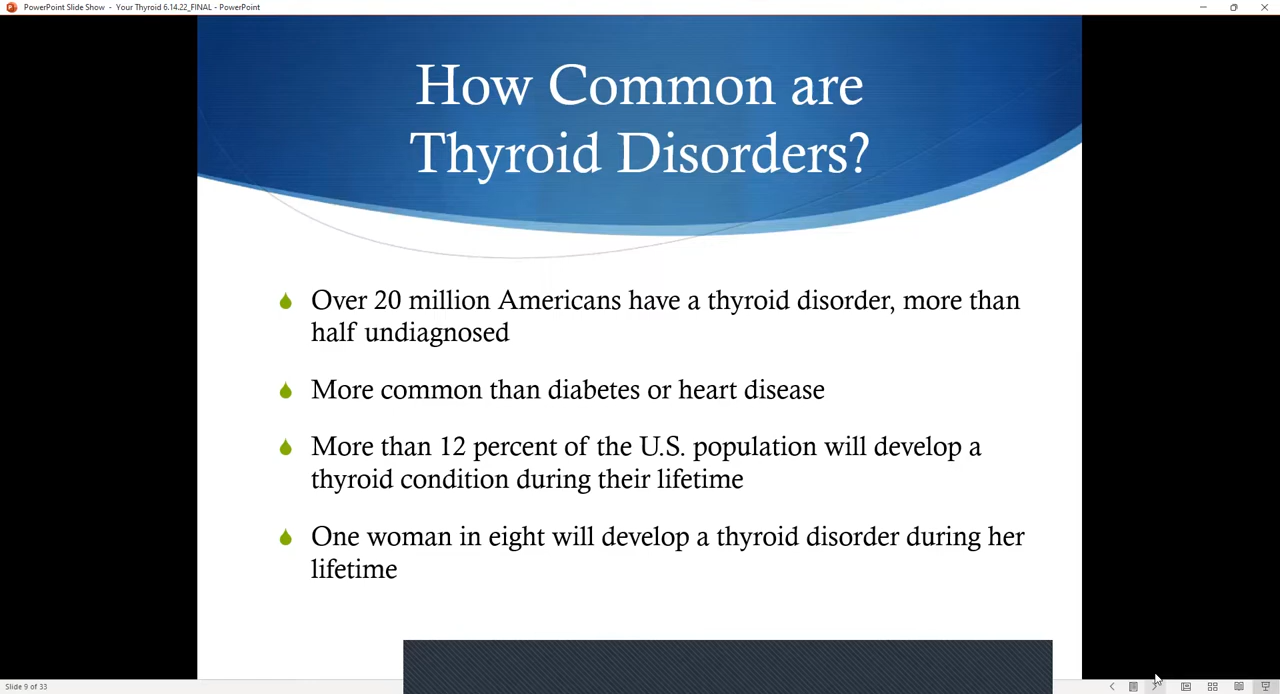 PowerPoint Slide Show - Your Thyroid 6.14.22_FINAL - PowerPoint
How Common are
Thyroid Disorders?
Over 20 million Americans have a thyroid disorder, more than
half undiagnosed
More common than diabetes or heart disease
More than 12 percent of the U.S. population will develop a
thyroid condition during their lifetime
One woman in eight will develop a thyroid disorder during her
lifetime
Slide 9 of 33